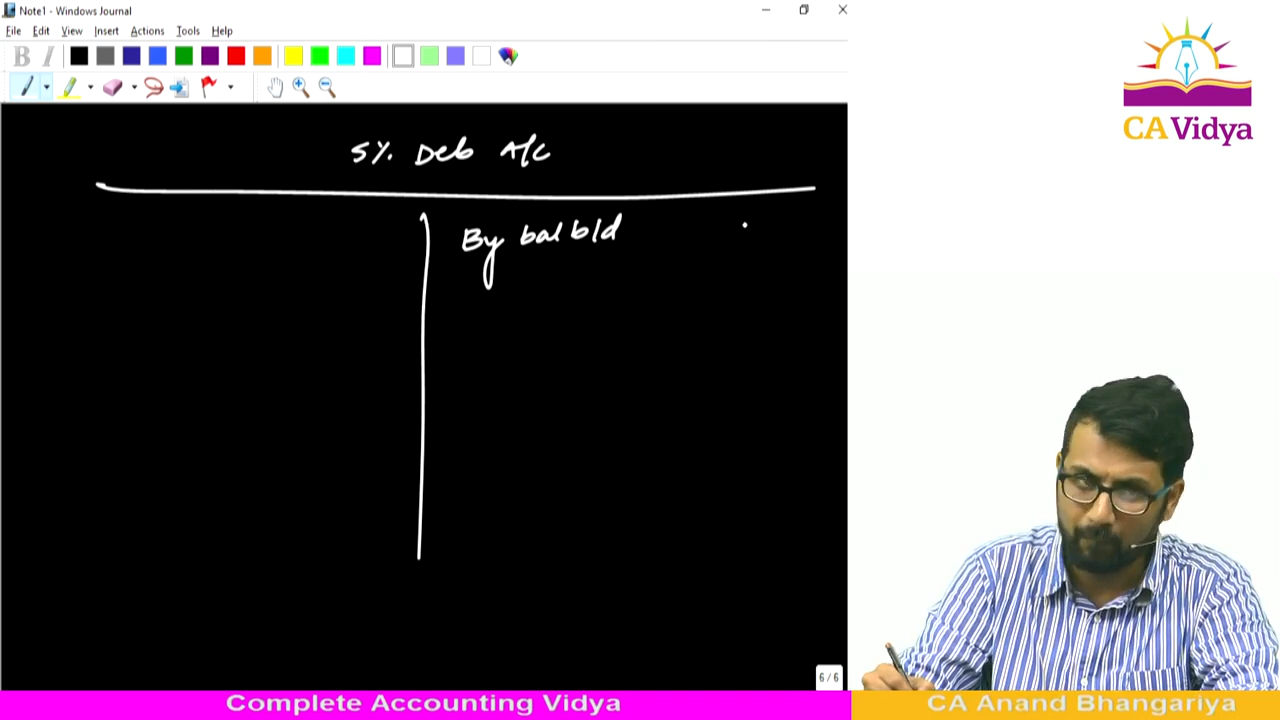 Note1 - Windows Journal
File Edit View Insert Actions Tools Help
B I
5% Deb A/C
By bal b/d
6 / 6
CA Vidya
Complete Accounting Vidya
CA Anand Bhangariya